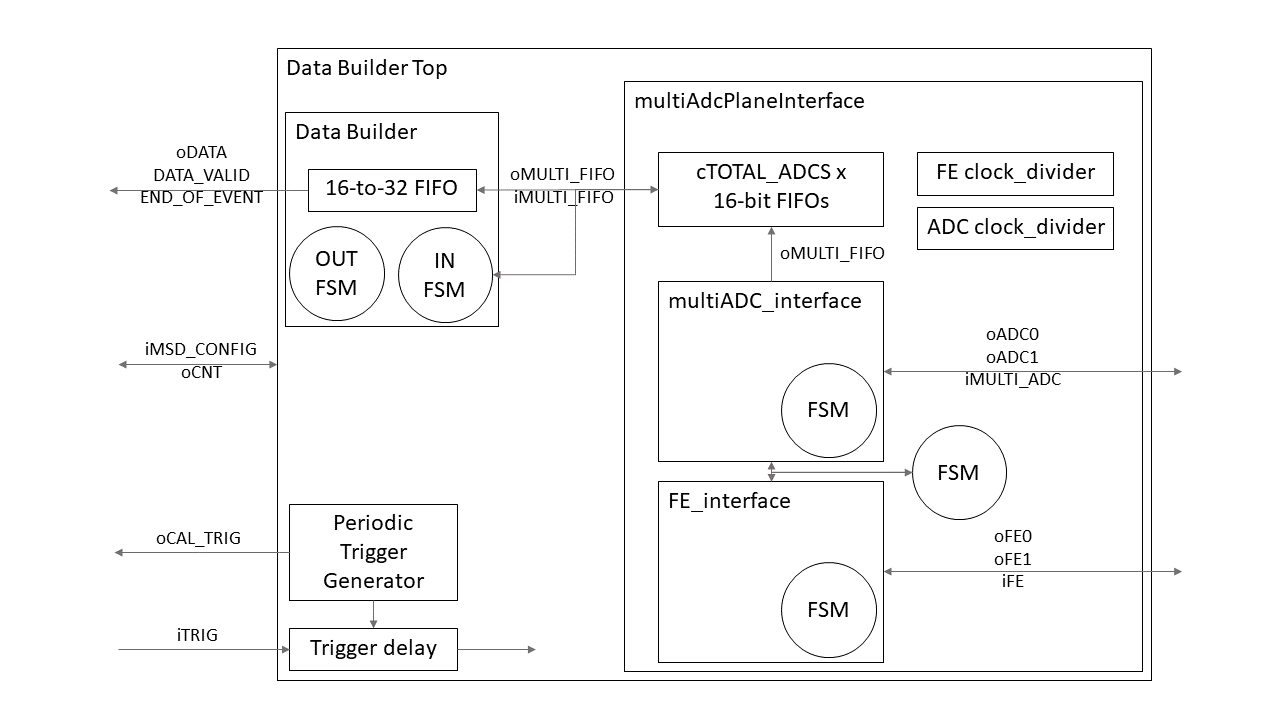 Data Builder Top
Data Builder
16-to-32 FIFO
OUT
FSM
IN
FSM
oDATA
DATA_VALID
END_OF_EVENT
oMULTI_FIFO
iMULTI_FIFO
iMSD_CONFIG
oCNT
oCAL_TRIG
Periodic
Trigger
Generator
iTRIG
Trigger delay
multiAdcPlaneInterface
cTOTAL_ADCS x
16-bit FIFOs
FE clock_divider
ADC clock_divider
oMULTI_FIFO
multiADC_interface
FSM
oADC0
oADC1
iMULTI_ADC
FSM
FE_interface
FSM
oFE0
oFE1
iFE